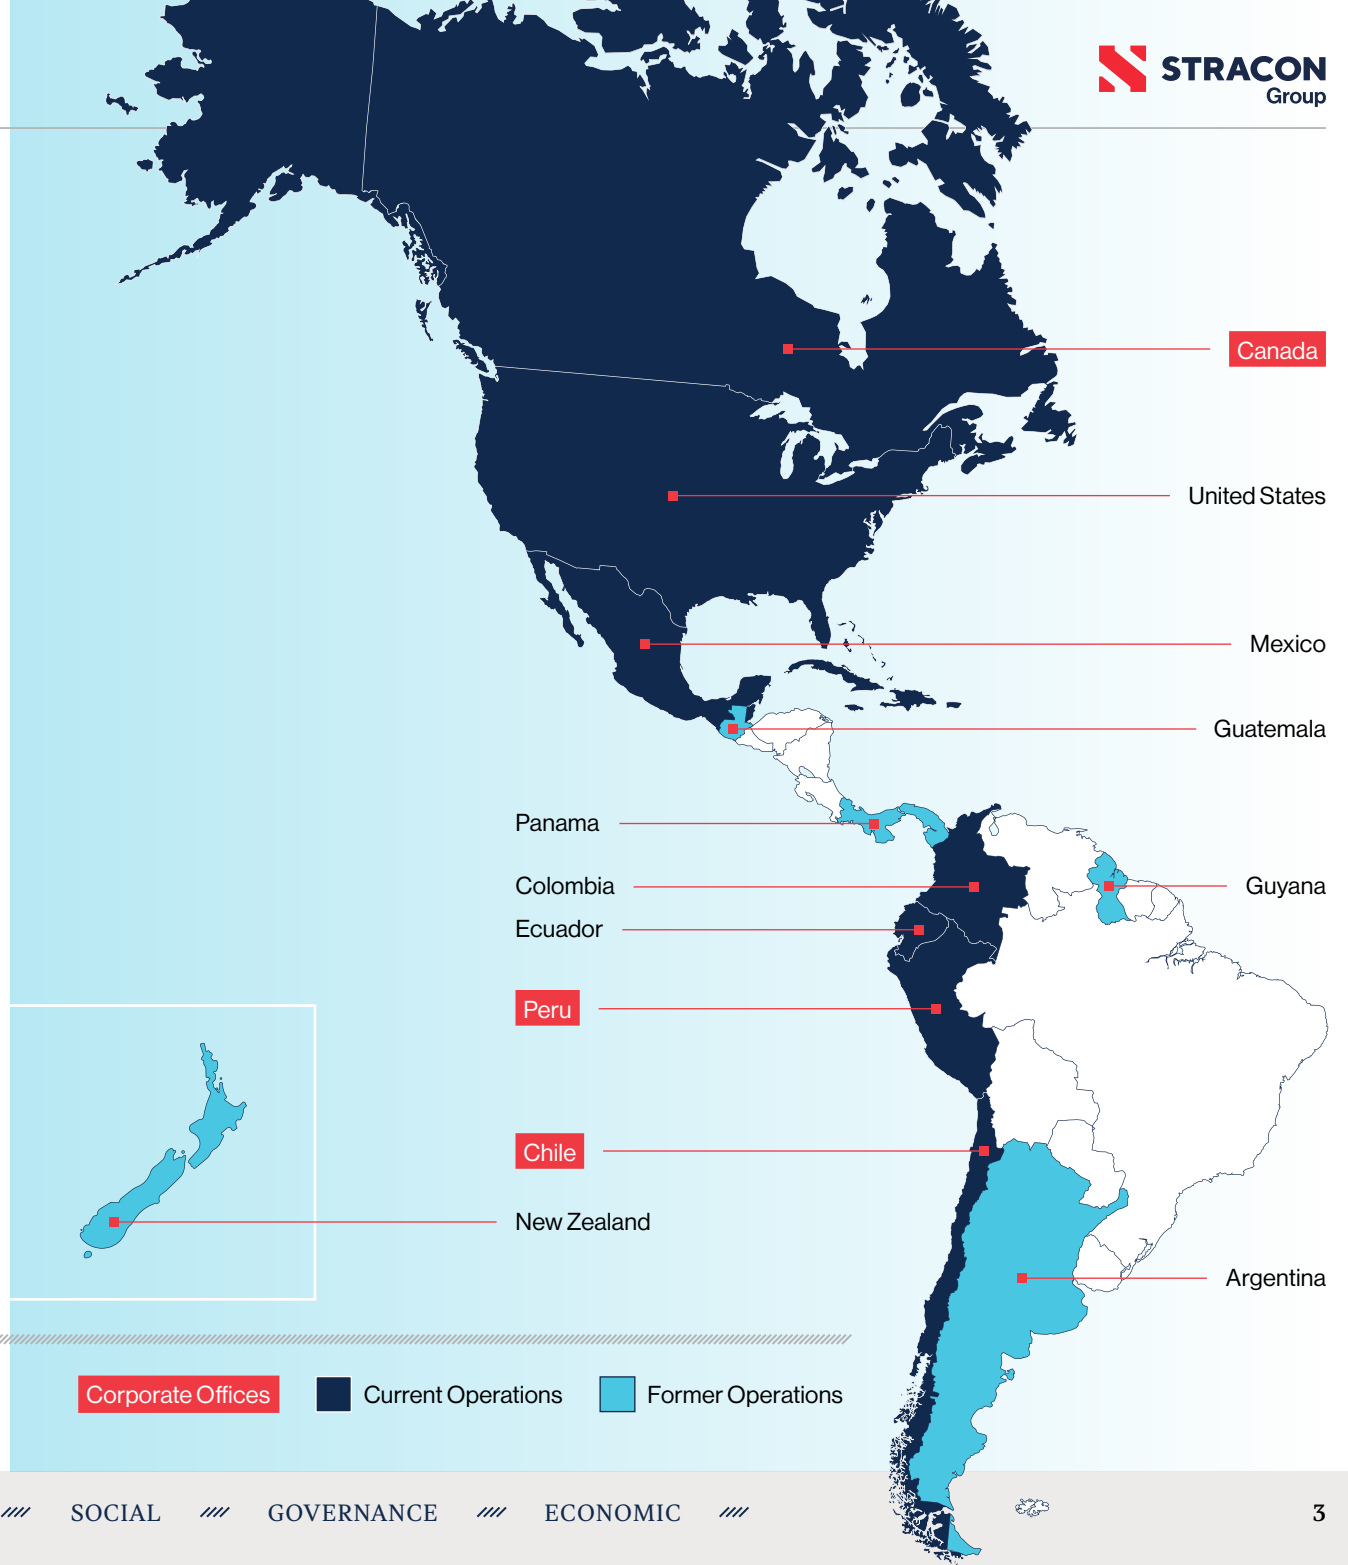 STRACON
Group
Canada
United States
Mexico
Guatemala
Panama
Colombia
Guyana
Ecuador
Peru
Chile
New Zealand
Argentina
Corporate Offices
Current Operations
Former Operations
SOCIAL
GOVERNANCE
ECONOMIC
3